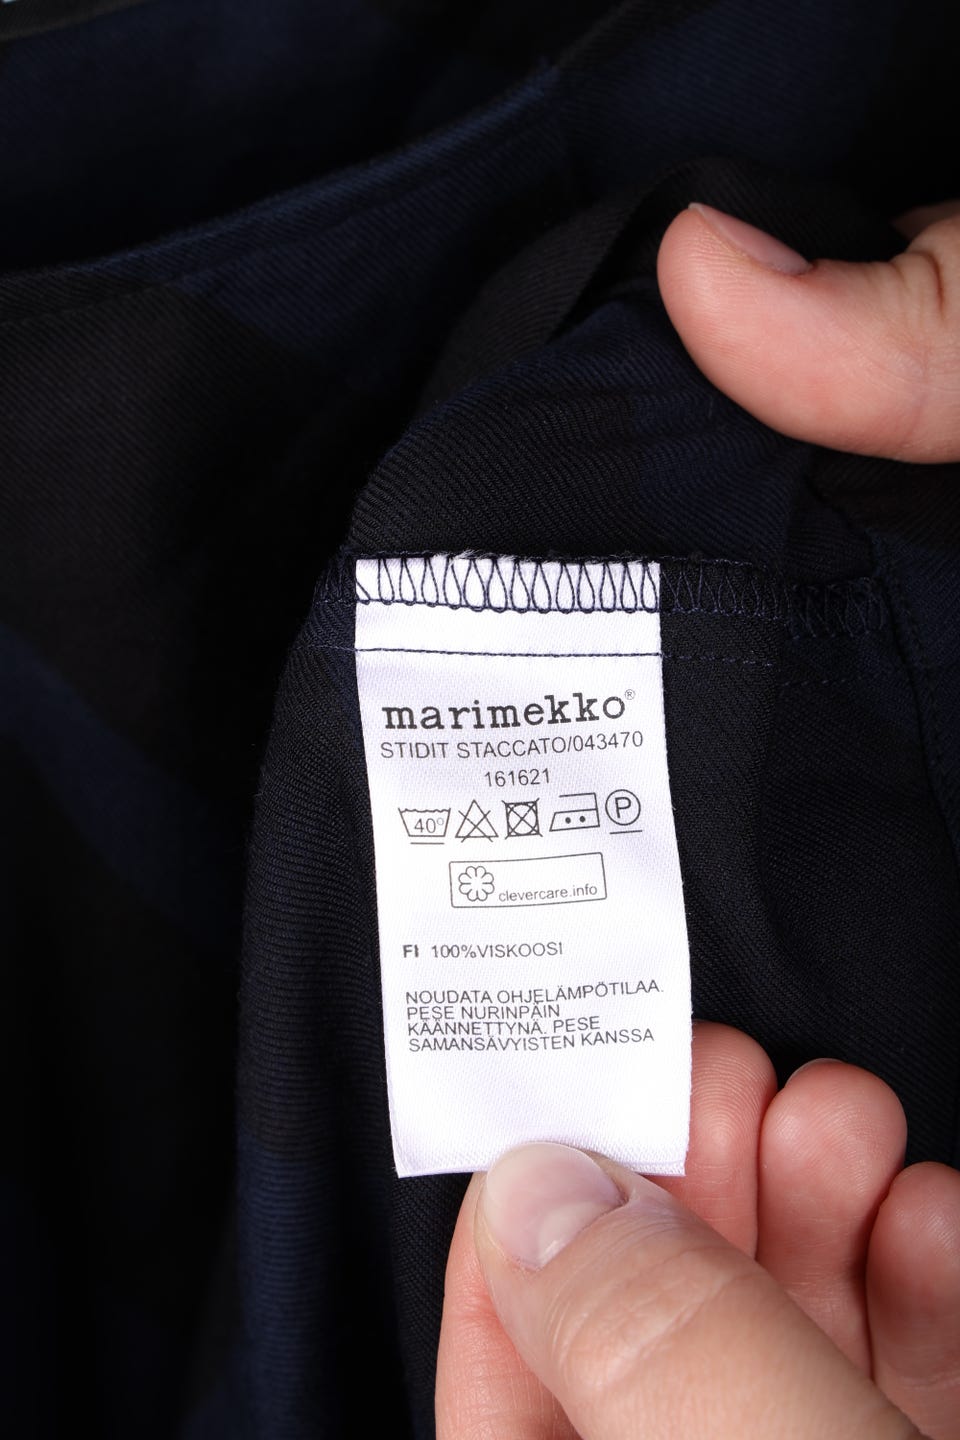 marimekko®
STIDIT STACCATO/043470
161621
40° P
clevercare.info
FI 100%VISKOOSI
NOUDATA OHJELÄMPÖTILAA.
PESE NURINPÄIN
KÄÄNNETTYNÄ. PESE
SAMANSÄVYISTEN KANSSA